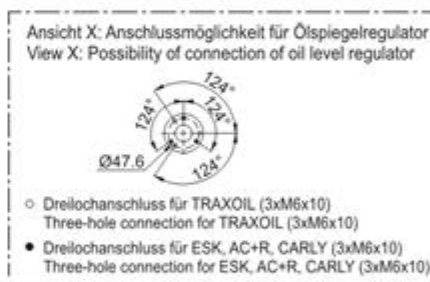 Ansicht X: Anschlussmöglichkeit für Ölspiegelregulator
View X: Possibility of connection of oil level regulator
124°
124°
124°
124°
Ø47.6
124°
○ Dreilochanschluss für TRAXOIL (3xM6x10)
Three-hole connection for TRAXOIL (3xM6x10)
● Dreilochanschluss für ESK, AC+R, CARLY (3xM6x10)
Three-hole connection for ESK, AC+R, CARLY (3xM6x10)